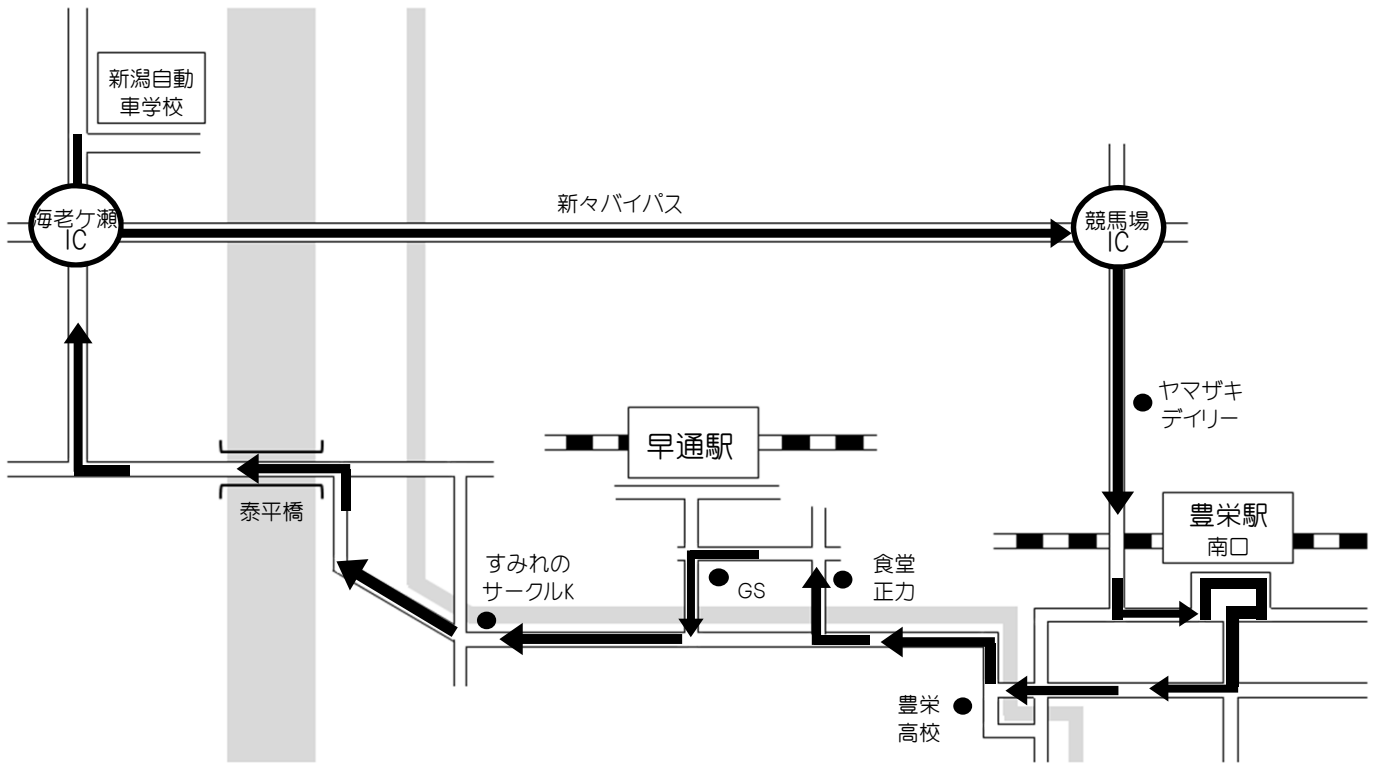 新潟自動
車学校
海老ケ瀬
IC
新々バイパス
競馬場
IC
ヤマザキ
デイリー
早通駅
豊栄駅
南口
泰平橋
すみれの
サークルK
GS
食堂
正力
豊栄
高校